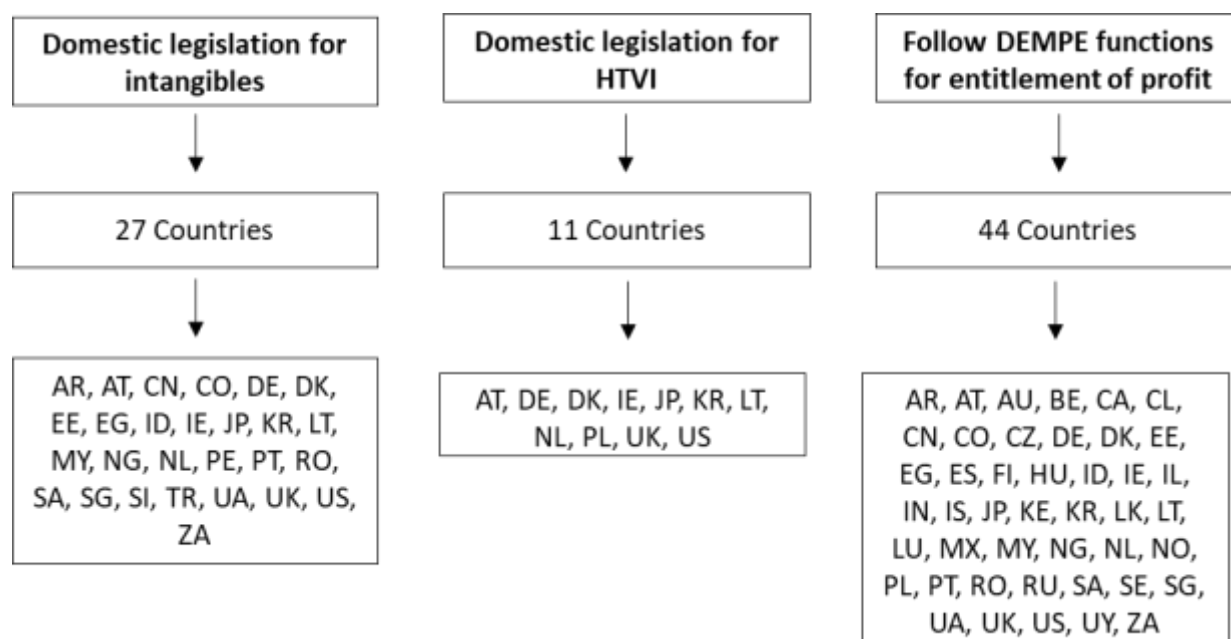 Domestic legislation for
intangibles
27 Countries
AR, AT, CN, CO, DE, DK,
EE, EG, ID, IE, JP, KR, LT,
MY, NG, NL, PE, PT, RO,
SA, SG, SI, TR, UA, UK, US,
ZA
Domestic legislation for
HTVI
11 Countries
AT, DE, DK, IE, JP, KR, LT,
NL, PL, UK, US
Follow DEMPE functions
for entitlement of profit
44 Countries
AR, AT, AU, BE, CA, CL,
CN, CO, CZ, DE, DK, EE,
EG, ES, FI, HU, ID, IE, IL,
IN, IS, JP, KE, KR, LK, LT,
LU, MX, MY, NG, NL, NO,
PL, PT, RO, RU, SA, SE, SG,
UA, UK, US, UY, ZA